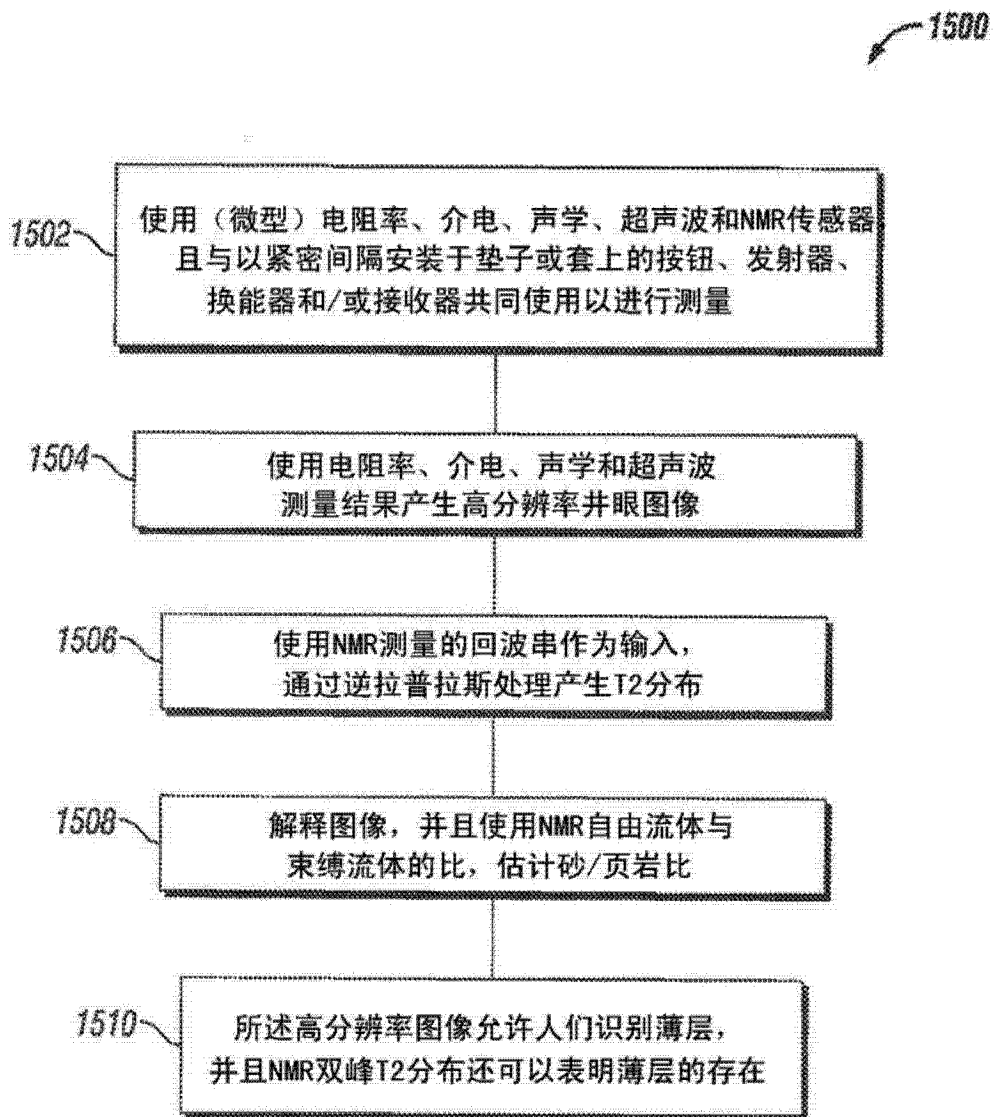 1500
1502
使用（微型）电阻率、介电、声学、超声波和NMR传感器
且与以紧密间隔安装于垫子或套上的按钮、发射器、
换能器和/或接收器共同使用以进行测量
1504
使用电阻率、介电、声学和超声波
测量结果产生高分辨率井眼图像
1506
使用NMR测量的回波串作为输入，
通过逆拉普拉斯处理产生T2分布
1508
解释图像，并且使用NMR自由流体与
束缚流体的比，估计砂/页岩比
1510
所述高分辨率图像允许人们识别薄层，
并且NMR双峰T2分布还可以表明薄层的存在